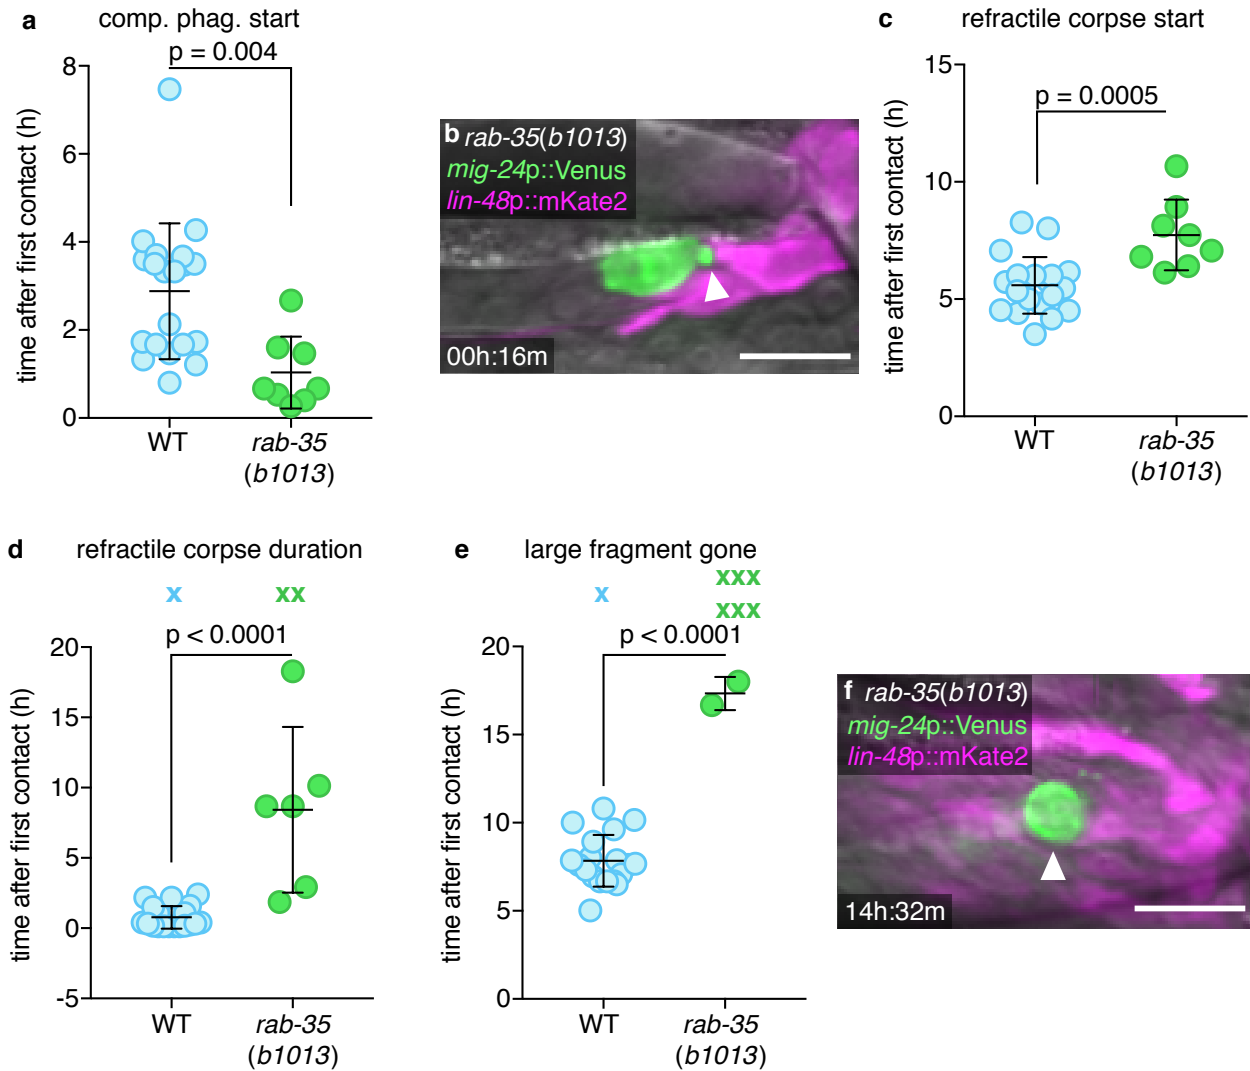 a comp. phag. start
p = 0.004
time after first contact (h)
8
6
4
2
0
WT
rab-35
(b1013)
b rab-35(b1013)
mig-24p::Venus
lin-48p::mKate2
00h:16m
c refractile corpse start
p = 0.0005
time after first contact (h)
15
10
5
0
WT
rab-35
(b1013)
d refractile corpse duration
x xx
p < 0.0001
time after first contact (h)
20
15
10
5
0
-5
WT
rab-35
(b1013)
e large fragment gone
xxx
x
xxx
p < 0.0001
time after first contact (h)
20
15
10
5
0
WT
rab-35
(b1013)
f rab-35(b1013)
mig-24p::Venus
lin-48p::mKate2
14h:32m